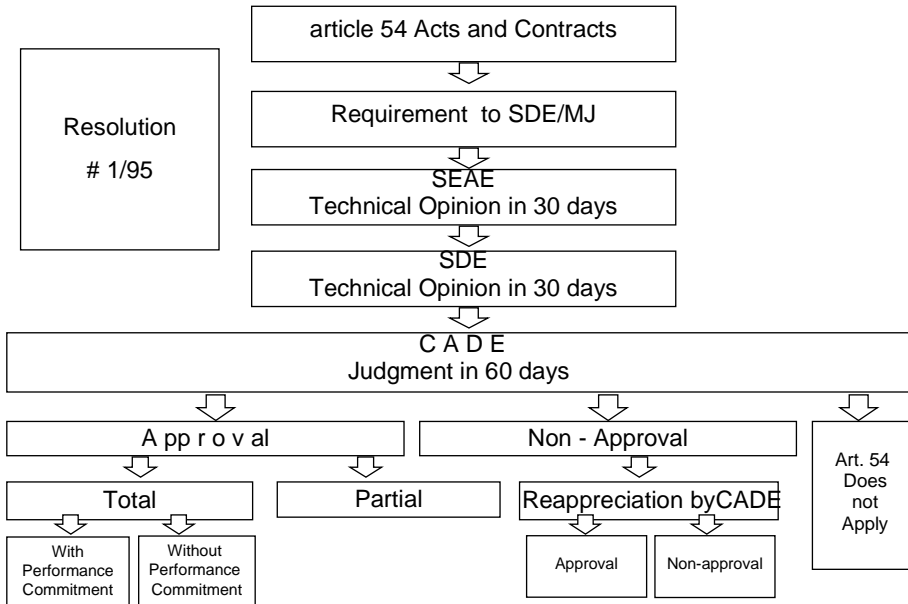 article 54 Acts and Contracts
Resolution
# 1/95
Requirement to SDE/MJ
SEAE
Technical Opinion in 30 days
SDE
Technical Opinion in 30 days
C A D E
Judgment in 60 days
A pp r o v al
Non - Approval
Art. 54
Does
not
Apply
Total
Partial
Reappreciation byCADE
With
Performance
Commitment
Without
Performance
Commitment
Approval
Non-approval